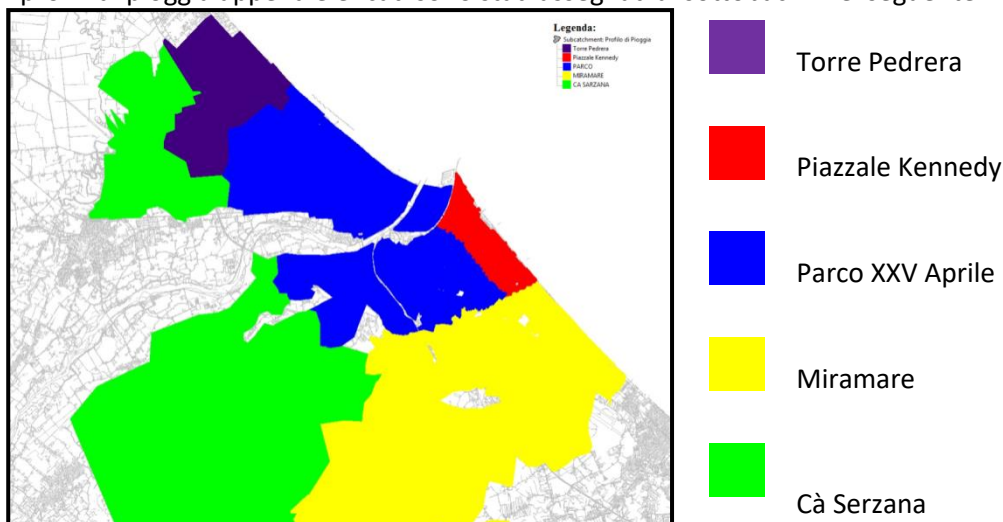 Legenda:
Subcatchment: Profilo di Pioggia
Torre Pedrera
Piazzale Kennedy
PARCO
MIRAMARE
CA SARZANA
Torre Pedrera
Piazzale Kennedy
Parco XXV Aprile
Miramare
Cà Serzana